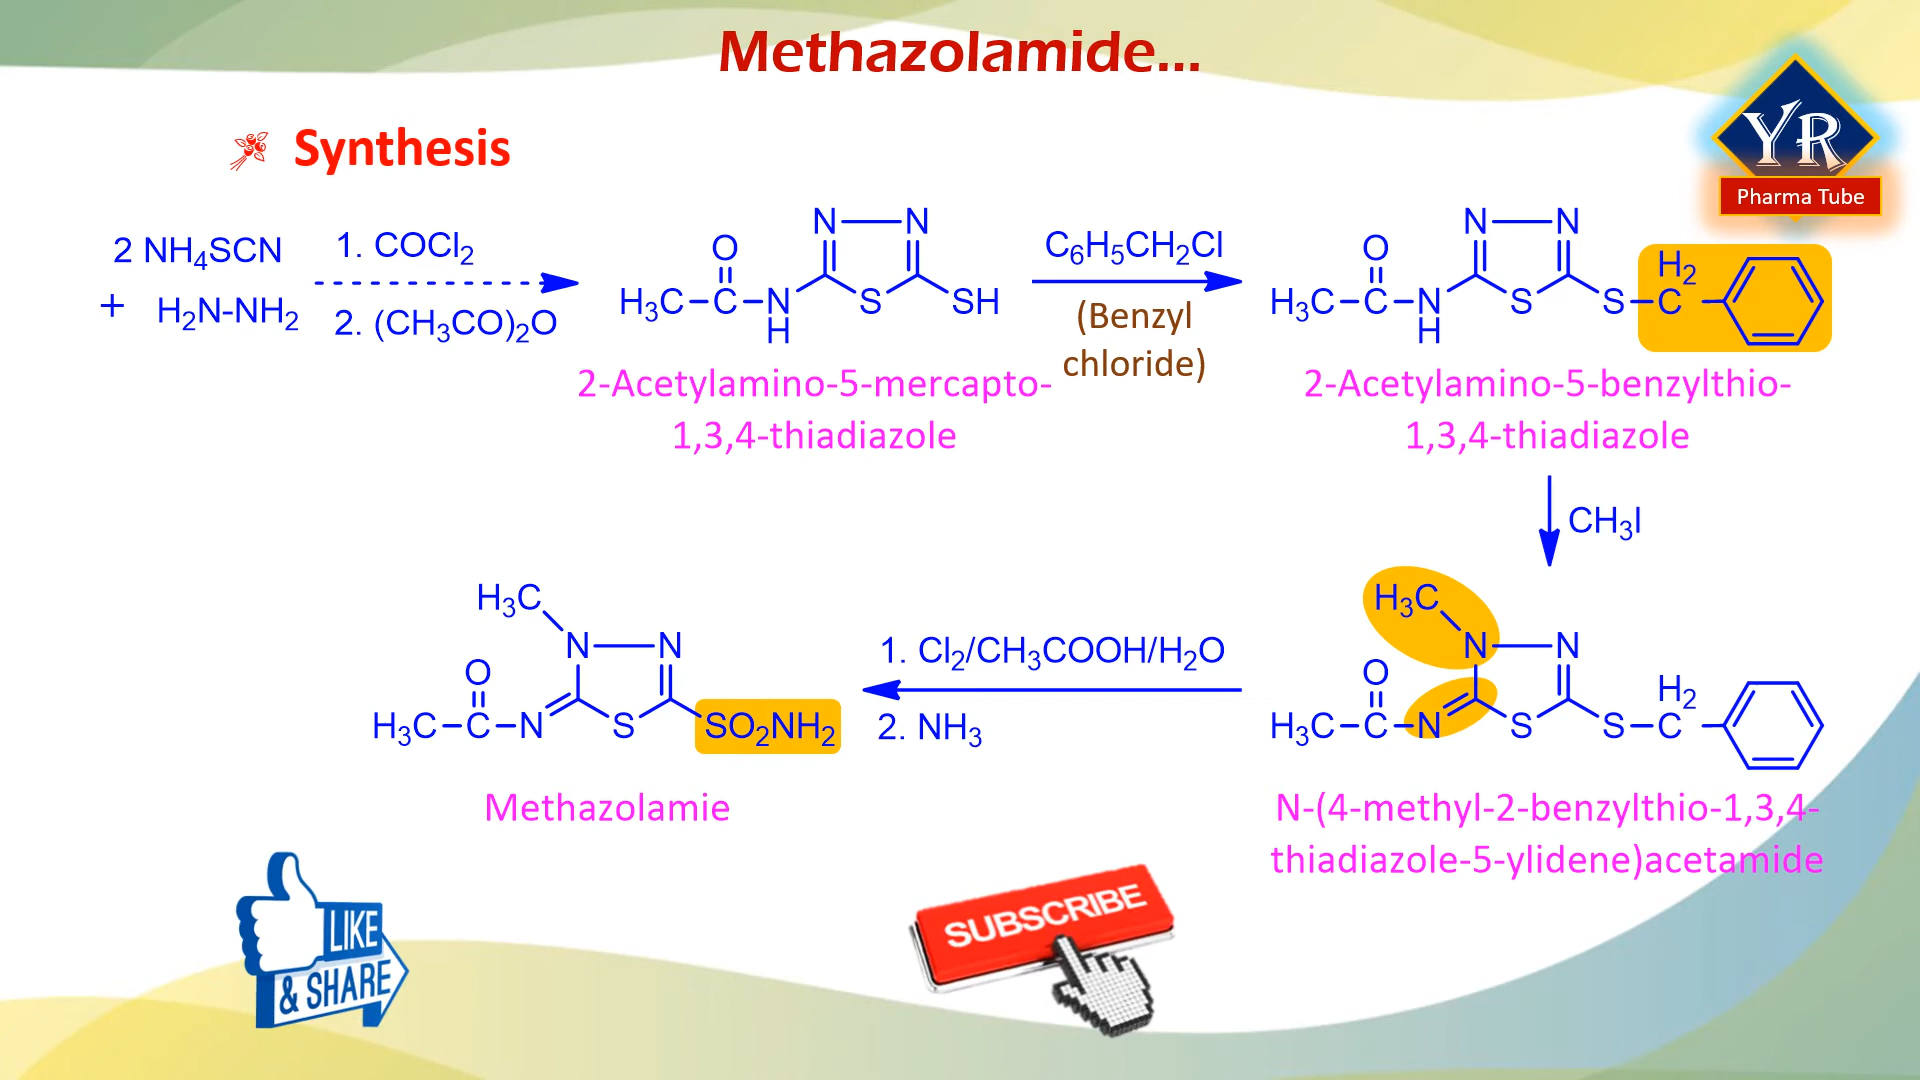 Methazolamide...
YR
Pharma Tube
Synthesis
2 NH4SCN
+ H2N-NH2
1. COCl2
2. (CH3CO)2O
N N
O
H3C-C-N S SH
H
2-Acetylamino-5-mercapto-
1,3,4-thiadiazole
C6H5CH2Cl
(Benzyl
chloride)
N N
O H2
H3C-C-N S S-C
H
2-Acetylamino-5-benzylthio-
1,3,4-thiadiazole
CH3I
H3C
N N
O H2
H3C-C-N S S-C
N-(4-methyl-2-benzylthio-1,3,4-
thiadiazole-5-ylidene)acetamide
1. Cl2/CH3COOH/H2O
2. NH3
H3C
N N
O
H3C-C-N S SO2NH2
Methazolamie
LIKE
& SHARE
SUBSCRIBE